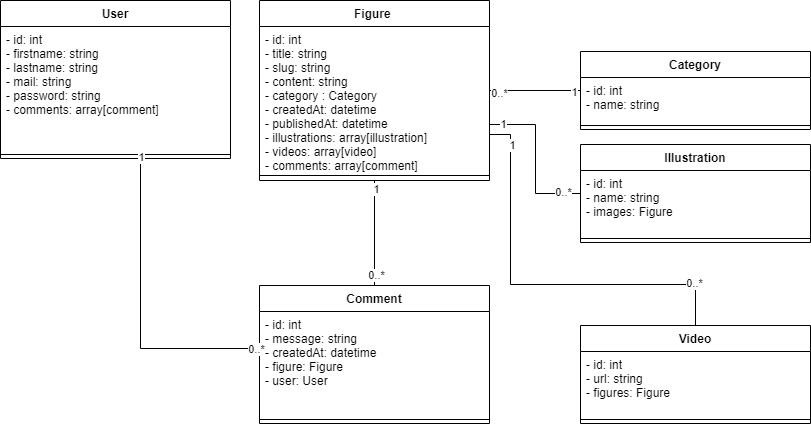 User
- id: int
- firstname: string
- lastname: string
- mail: string
- password: string
- comments: array[comment]
1
0..*
Figure
- id: int
- title: string
- slug: string
- content: string
- category : Category
- createdAt: datetime
- publishedAt: datetime
- illustrations: array[illustration]
- videos: array[video]
- comments: array[comment]
0..*
1
1
0..*
1
0..*
1
0..*
Category
- id: int
- name: string
Illustration
- id: int
- name: string
- images: Figure
Comment
- id: int
- message: string
- createdAt: datetime
- figure: Figure
- user: User
Video
- id: int
- url: string
- figures: Figure